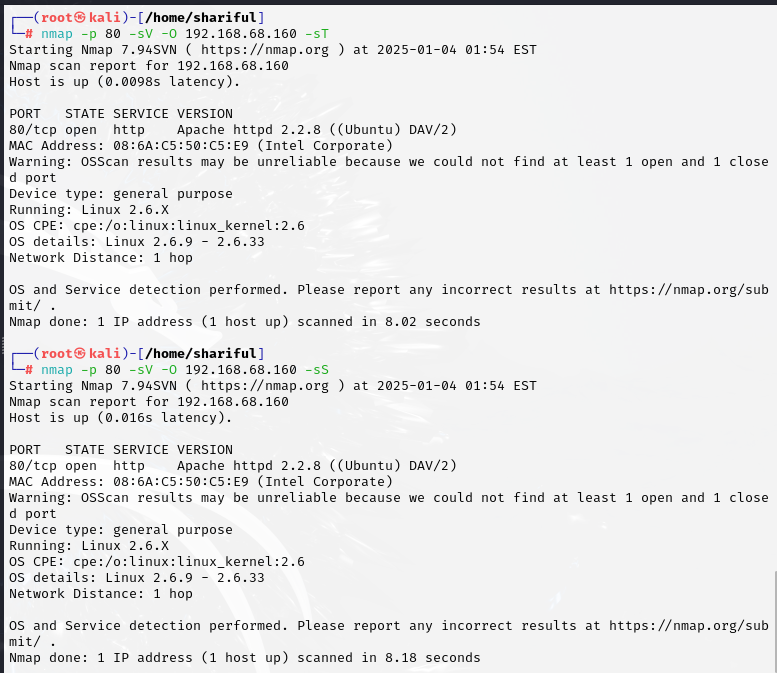 ┌──(root㉿kali)-[/home/shariful]
└─# nmap -p 80 -sV -O 192.168.68.160 -sT
Starting Nmap 7.94SVN ( https://nmap.org ) at 2025-01-04 01:54 EST
Nmap scan report for 192.168.68.160
Host is up (0.0098s latency).

PORT   STATE SERVICE VERSION
80/tcp open  http    Apache httpd 2.2.8 ((Ubuntu) DAV/2)
MAC Address: 08:6A:C5:50:C5:E9 (Intel Corporate)
Warning: OSScan results may be unreliable because we could not find at least 1 open and 1 close
d port
Device type: general purpose
Running: Linux 2.6.X
OS CPE: cpe:/o:linux:linux_kernel:2.6
OS details: Linux 2.6.9 - 2.6.33
Network Distance: 1 hop

OS and Service detection performed. Please report any incorrect results at https://nmap.org/sub
mit/ .
Nmap done: 1 IP address (1 host up) scanned in 8.02 seconds

┌──(root㉿kali)-[/home/shariful]
└─# nmap -p 80 -sV -O 192.168.68.160 -sS
Starting Nmap 7.94SVN ( https://nmap.org ) at 2025-01-04 01:54 EST
Nmap scan report for 192.168.68.160
Host is up (0.016s latency).

PORT   STATE SERVICE VERSION
80/tcp open  http    Apache httpd 2.2.8 ((Ubuntu) DAV/2)
MAC Address: 08:6A:C5:50:C5:E9 (Intel Corporate)
Warning: OSScan results may be unreliable because we could not find at least 1 open and 1 close
d port
Device type: general purpose
Running: Linux 2.6.X
OS CPE: cpe:/o:linux:linux_kernel:2.6
OS details: Linux 2.6.9 - 2.6.33
Network Distance: 1 hop

OS and Service detection performed. Please report any incorrect results at https://nmap.org/sub
mit/ .
Nmap done: 1 IP address (1 host up) scanned in 8.18 seconds